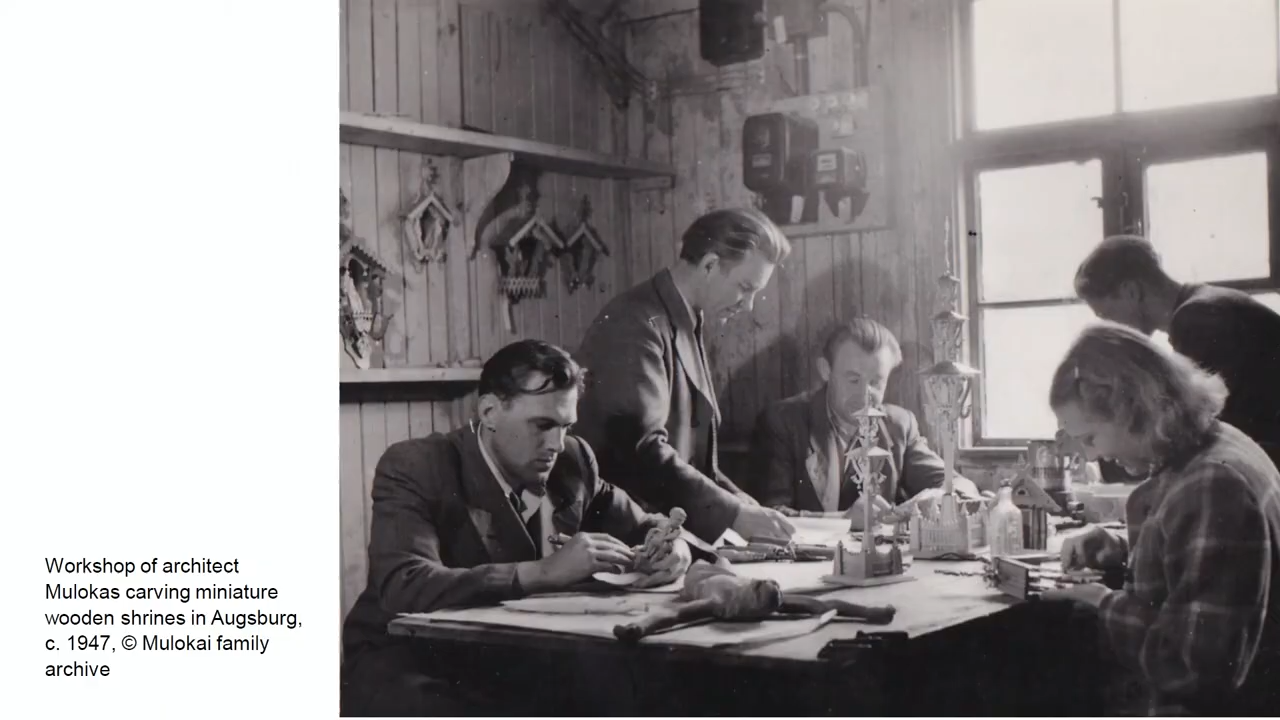 Workshop of architect
Mulokas carving miniature
wooden shrines in Augsburg,
c. 1947, © Mulokai family
archive